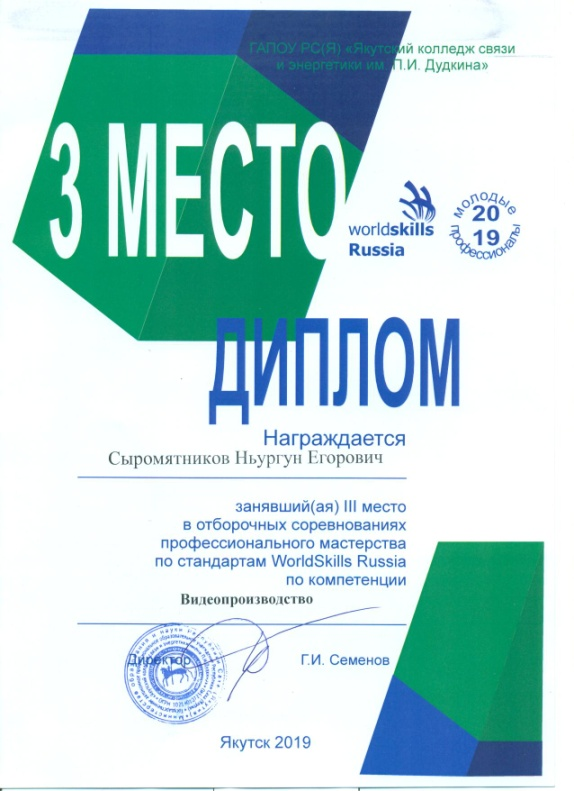 ГАПОУ РС(Я) «Якутский колледж связи
и энергетики им. П.И. Дудкина»
3 МЕСТО
worldskills
Russia
молодые
20
19
профессионалы
ДИПЛОМ
Награждается
Сыромятников Ньургун Егорович
занявший(ая) III место
в отборочных соревнованиях
профессионального мастерства
по стандартам WorldSkills Russia
по компетенции
Видеопроизводство
Директор
Г.И. Семенов
Якутск 2019